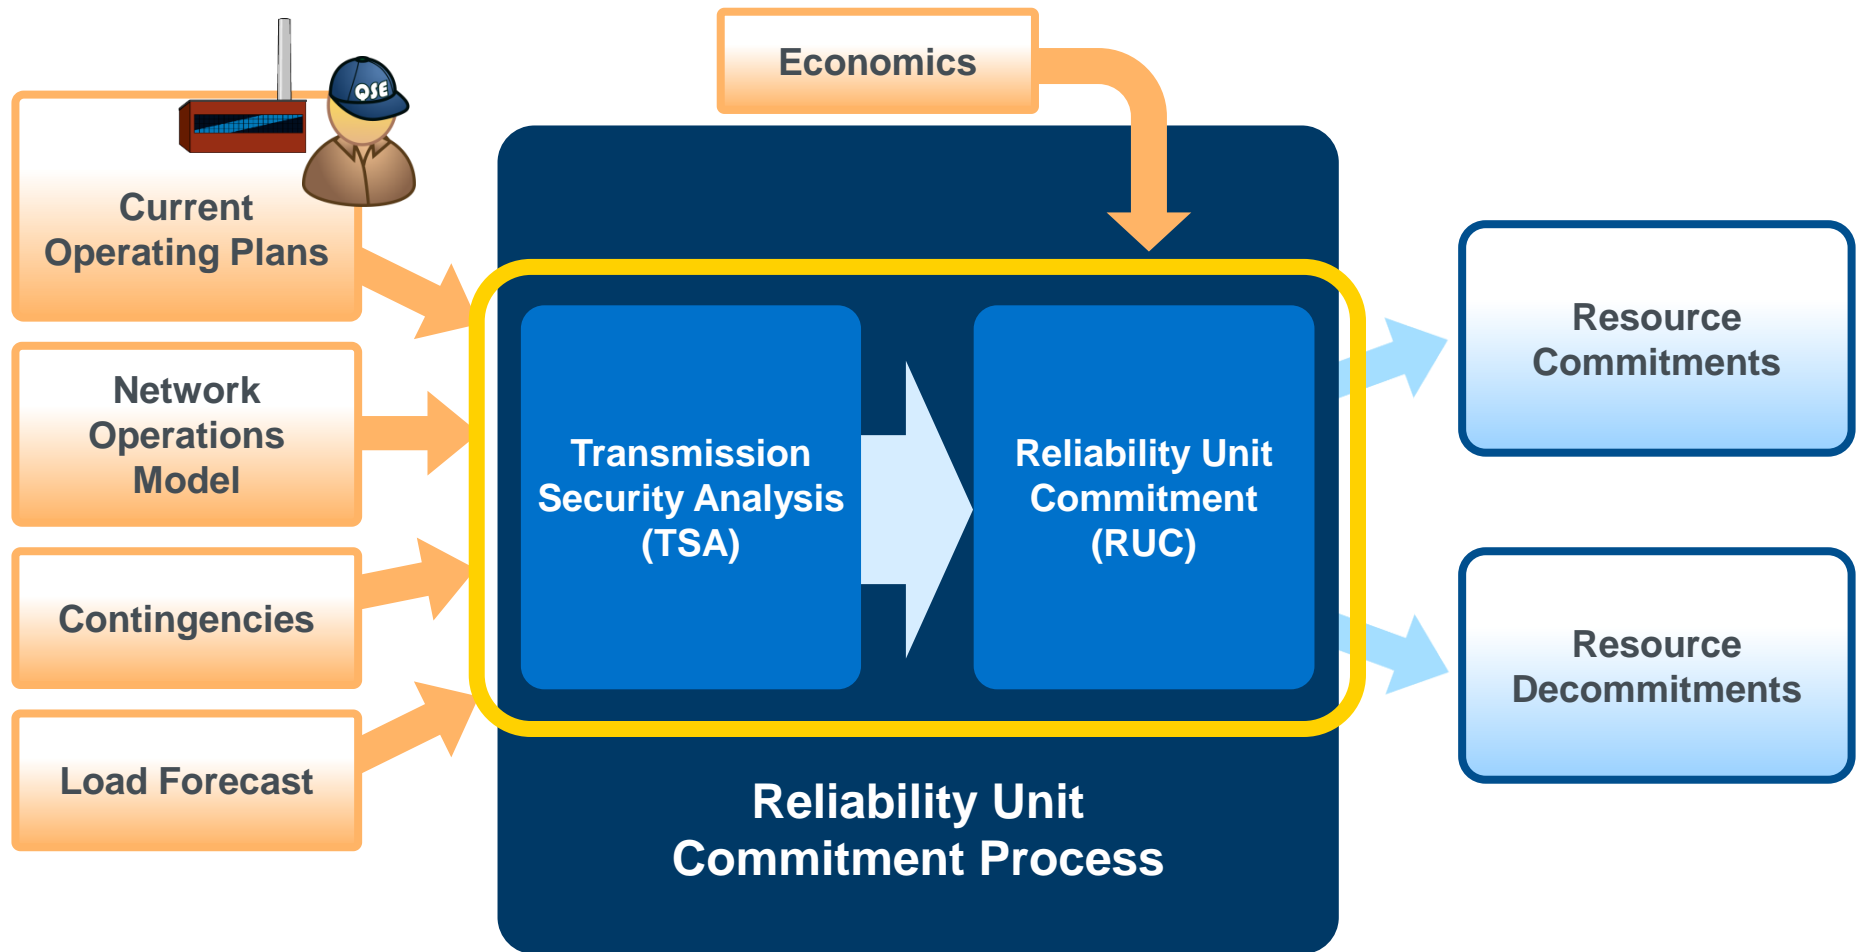 Economics
QSE
Current
Operating Plans
Network
Operations
Model
Contingencies
Load Forecast
Transmission
Security Analysis
(TSA)
Reliability Unit
Commitment
(RUC)
Reliability Unit
Commitment Process
Resource
Commitments
Resource
Decommitments